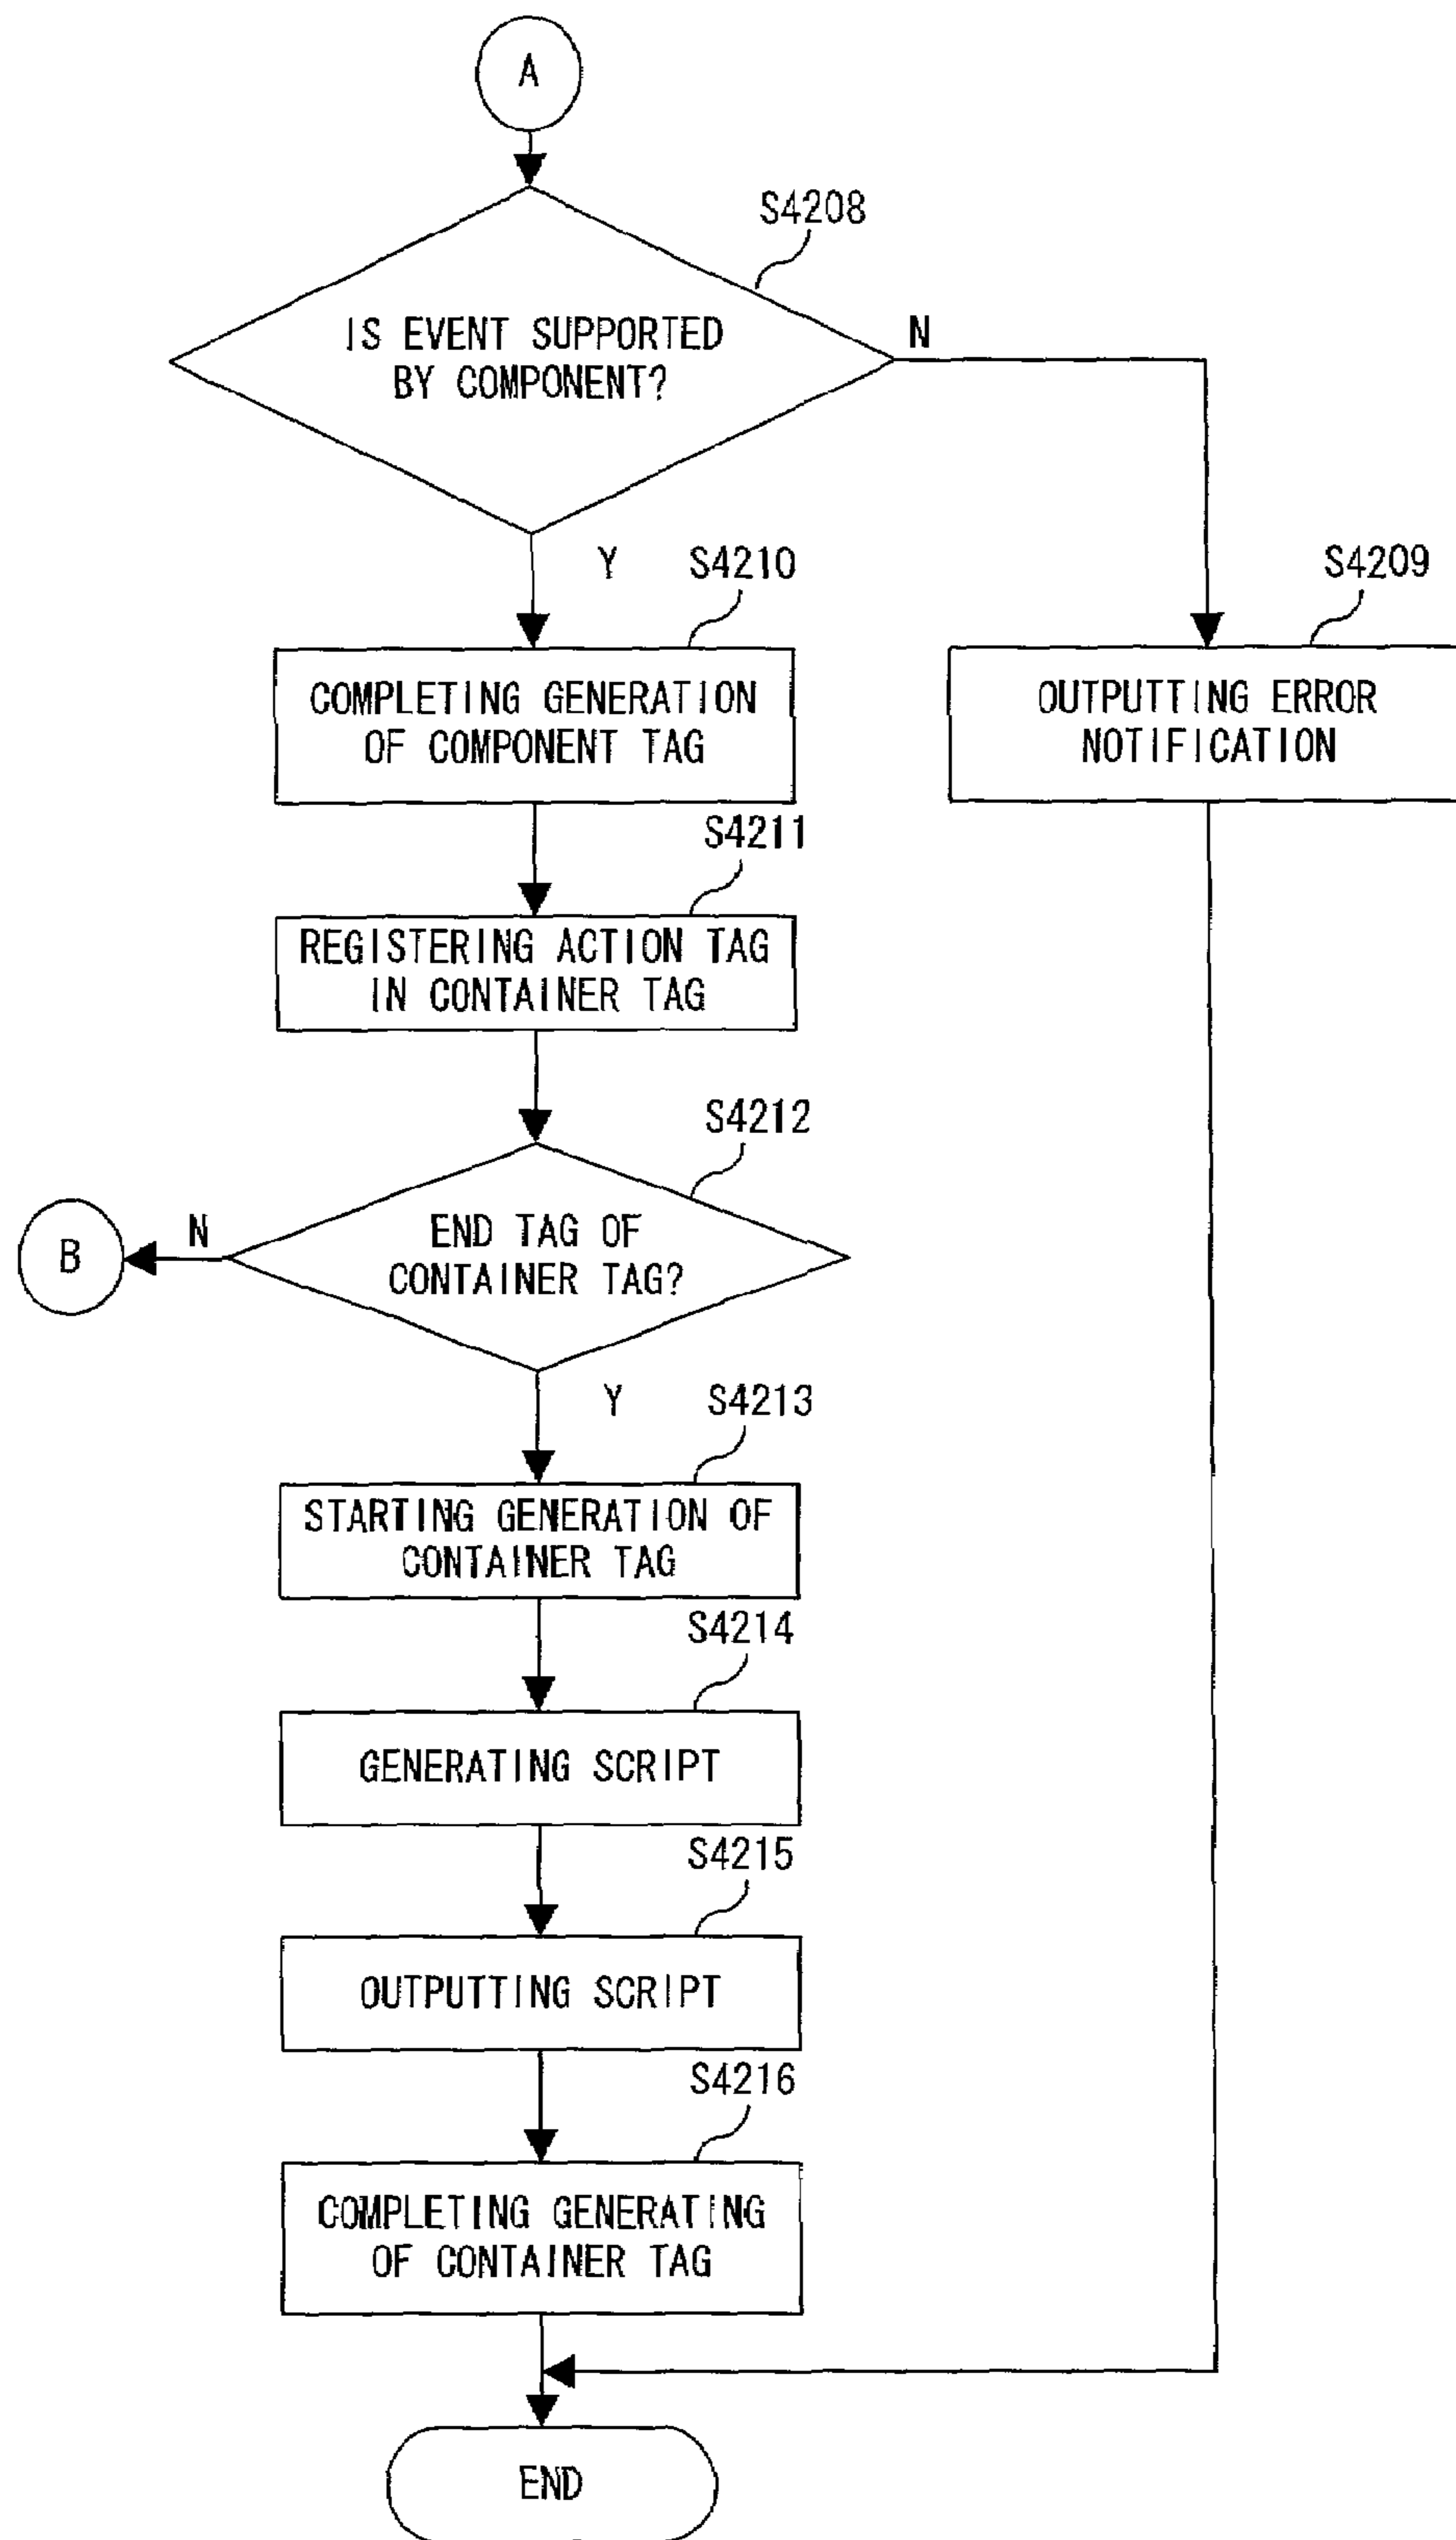 A
S4208
IS EVENT SUPPORTED
BY COMPONENT?
N
Y
S4210
S4209
COMPLETING GENERATION
OF COMPONENT TAG
OUTPUTTING ERROR
NOTIFICATION
S4211
REGISTERING ACTION TAG
IN CONTAINER TAG
S4212
B
N
END TAG OF
CONTAINER TAG?
Y
S4213
STARTING GENERATION OF
CONTAINER TAG
S4214
GENERATING SCRIPT
S4215
OUTPUTTING SCRIPT
S4216
COMPLETING GENERATING
OF CONTAINER TAG
END